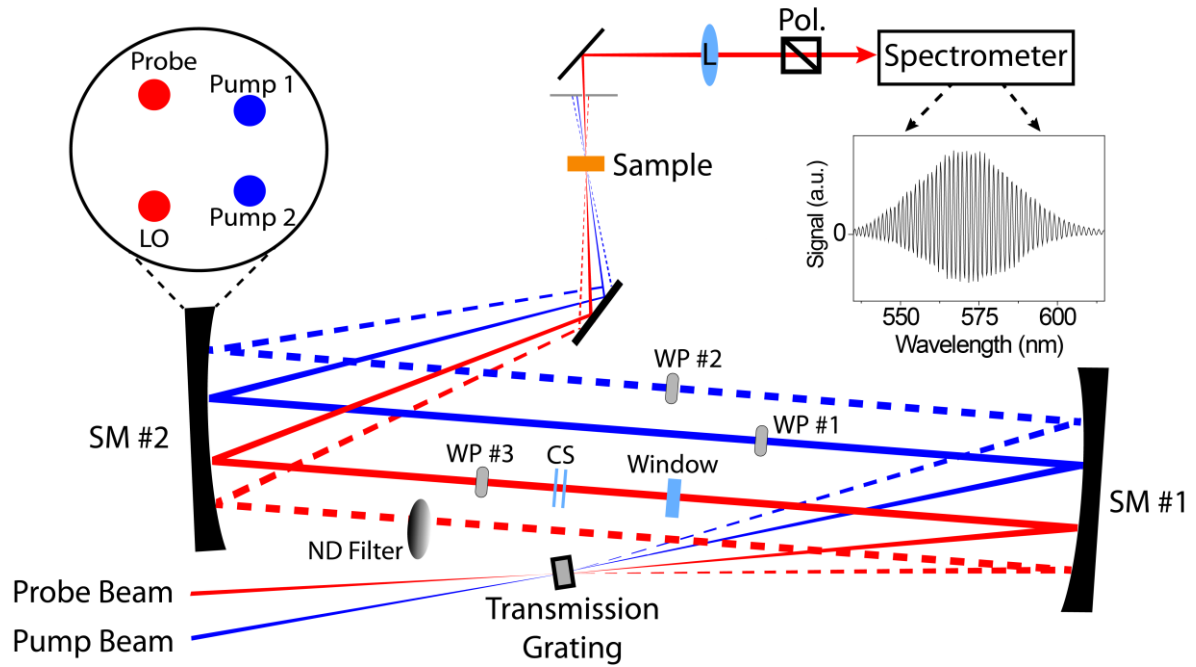 Probe
Pump 1
Pump 2
LO
L
Pol.
Spectrometer
Sample
Signal (a.u.)
0
550
575
600
Wavelength (nm)
WP #2
WP #1
WP #3
CS
Window
SM #2
SM #1
ND Filter
Probe Beam
Pump Beam
Transmission
Grating